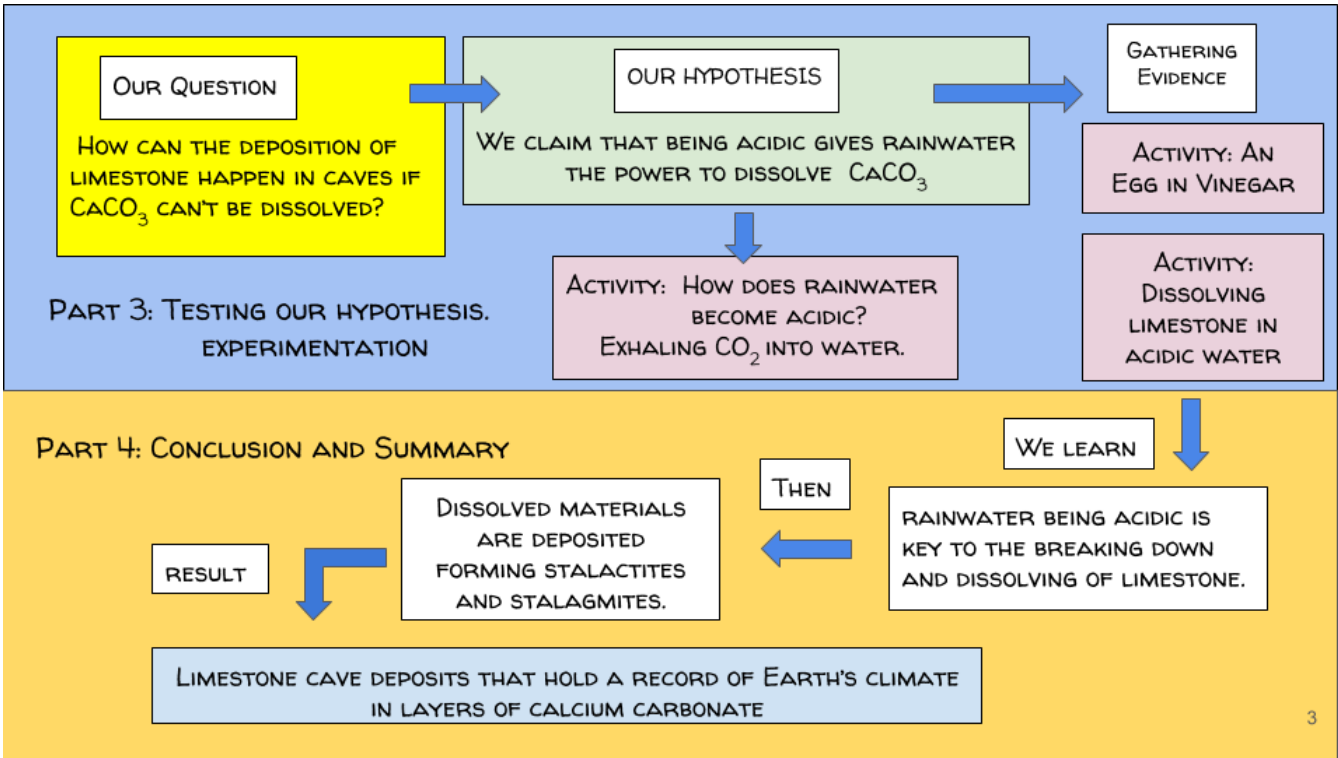 Our Question
How can the deposition of
limestone happen in caves if
CaCO3 can't be dissolved?
OUR HYPOTHESIS
We claim that being acidic gives rainwater
the power to dissolve CaCO3
Gathering
Evidence
Activity: An
Egg in Vinegar
Activity:
Dissolving
limestone in
acidic water
Activity: How does rainwater
become acidic?
Exhaling CO2 into water.
Part 3: Testing our hypothesis.
experimentation
Part 4: Conclusion and Summary
We learn
rainwater being acidic is
key to the breaking down
and dissolving of limestone.
Then
Dissolved materials
are deposited
forming stalactites
and stalagmites.
result
Limestone cave deposits that hold a record of Earth's climate
in layers of calcium carbonate
3